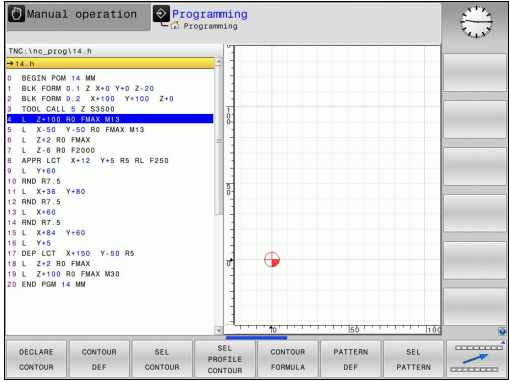 Manual operation
Programming
Programming
TNC:\nc_prog\14.h
→14.h
0 BEGIN PGM 14 MM
1 BLK FORM 0.1 Z X+0 Y+0 Z-20
2 BLK FORM 0.2 X+100 Y+100 Z+0
3 TOOL CALL 5 Z S3500
4 L Z+100 R0 FMAX M13
5 L X-50 Y-50 R0 FMAX M13
6 L Z+2 R0 FMAX
7 L Z-6 R0 F2000
8 APPR LCT X+12 Y+5 R5 RL F250
9 L Y+60
10 RND R7.5
11 L X+36 Y+80
12 RND R7.5
13 L X+60
14 RND R7.5
15 L X+84 Y+60
16 L Y+5
17 DEP LCT X+150 Y-50 R5
18 L Z+2 R0 FMAX
19 L Z+100 R0 FMAX M30
20 END PGM 14 MM
100
50
0
0
50
100
DECLARE CONTOUR
CONTOUR DEF
SEL CONTOUR
SEL PROFILE CONTOUR
CONTOUR FORMULA
PATTERN DEF
SEL PATTERN